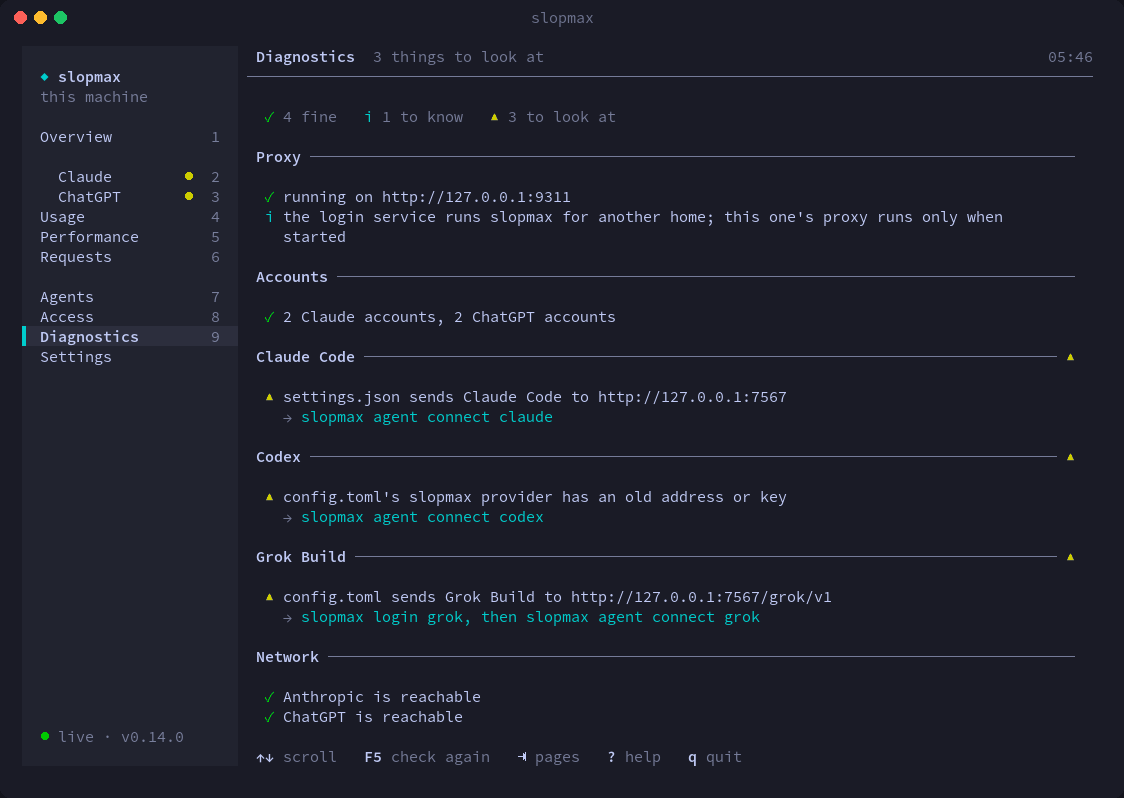 slopmax
◆ slopmax
this machine
Overview 1
Claude ● 2
ChatGPT ● 3
Usage 4
Performance 5
Requests 6
Agents 7
Access 8
Diagnostics 9
Settings
● live · v0.14.0
Diagnostics 3 things to look at 05:46
✓ 4 fine i 1 to know ▲ 3 to look at
Proxy
✓ running on http://127.0.0.1:9311
i the login service runs slopmax for another home; this one's proxy runs only when
started
Accounts
✓ 2 Claude accounts, 2 ChatGPT accounts
Claude Code ▲
▲ settings.json sends Claude Code to http://127.0.0.1:7567
→ slopmax agent connect claude
Codex ▲
▲ config.toml's slopmax provider has an old address or key
→ slopmax agent connect codex
Grok Build ▲
▲ config.toml sends Grok Build to http://127.0.0.1:7567/grok/v1
→ slopmax login grok, then slopmax agent connect grok
Network
✓ Anthropic is reachable
✓ ChatGPT is reachable
↑↓ scroll F5 check again ⇥ pages ? help q quit